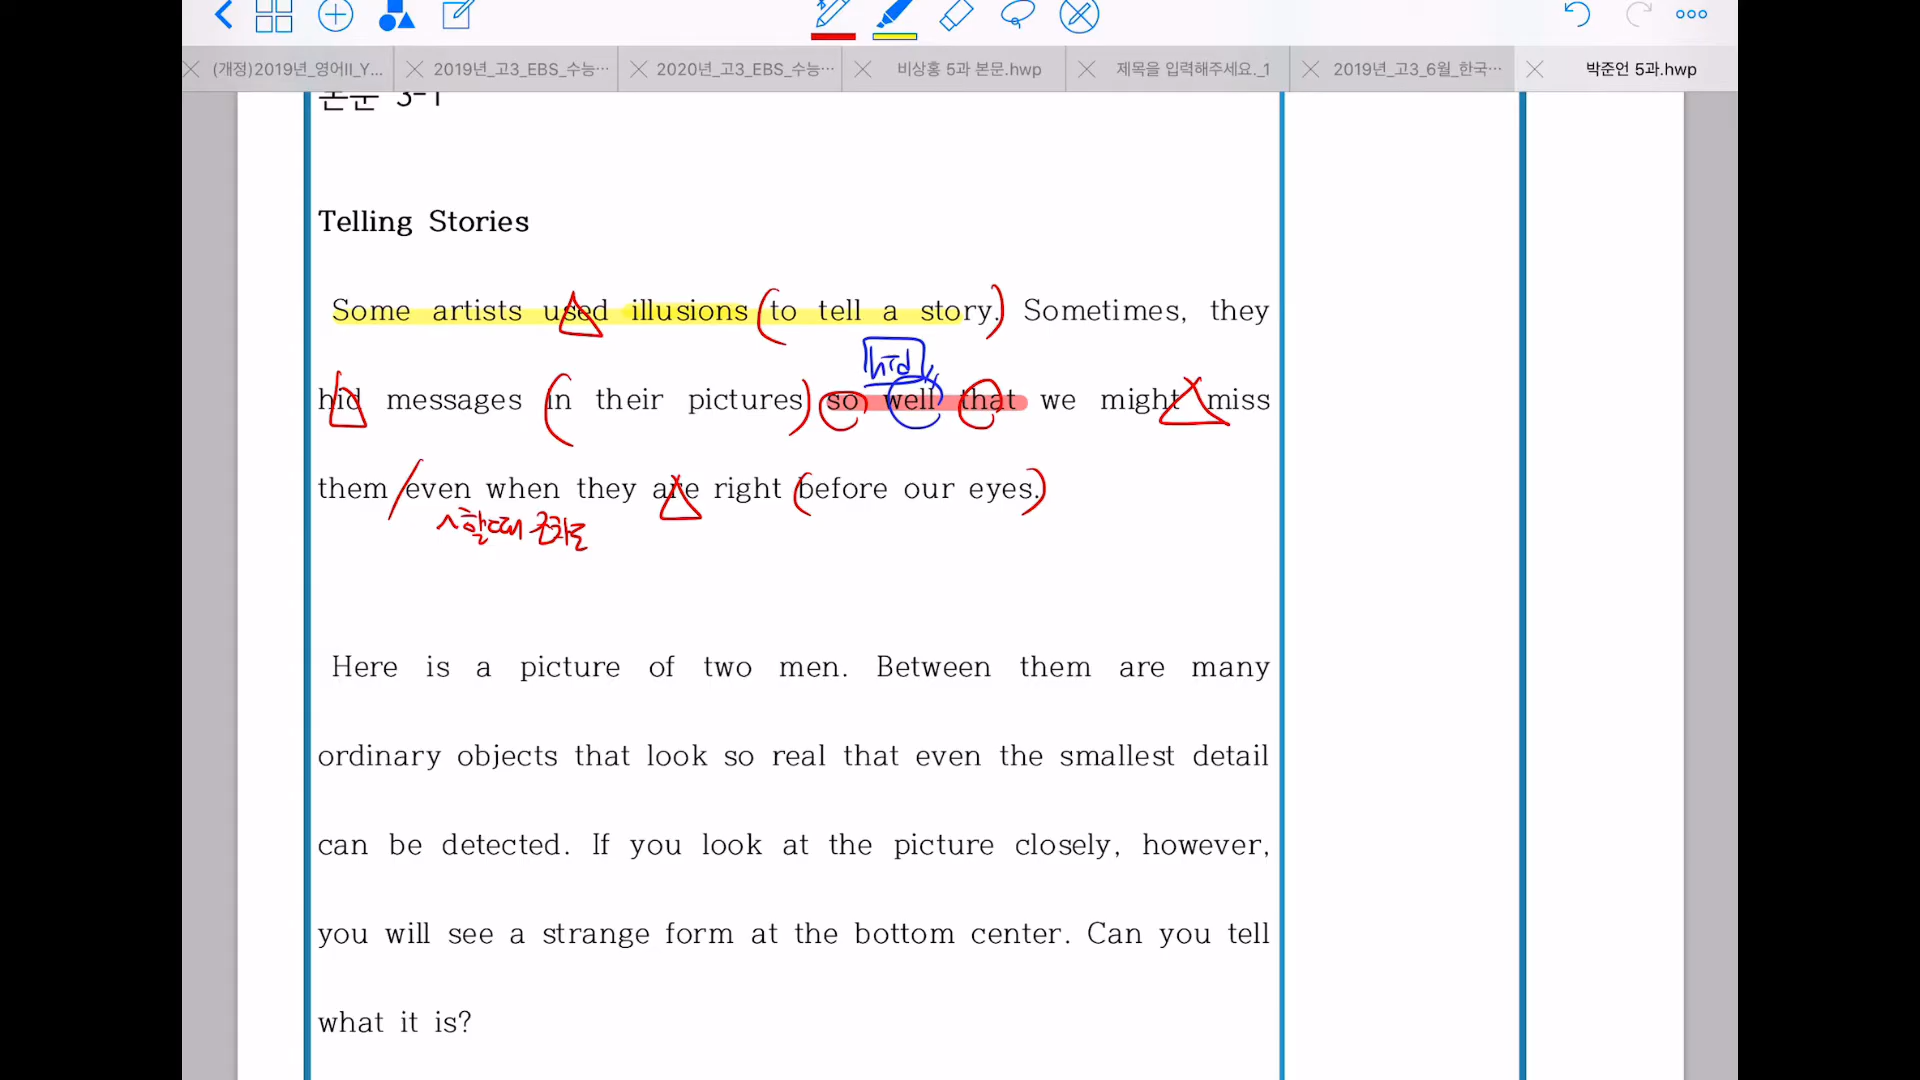 (개정)2019년_영어II_Y...
2019년_고3_EBS_수능...
2020년_고3_EBS_수능...
비상홍 5과 본문.hwp
제목을 입력해주세요._1
2019년_고3_6월_한국...
박준언 5과.hwp
본문 3-1
Telling Stories
Some artists used illusions (to tell a story.) Sometimes, they
hid
hid messages (in their pictures) so well that we might miss
them / even when they are right (before our eyes.)
~할때 조차도
Here is a picture of two men. Between them are many
ordinary objects that look so real that even the smallest detail
can be detected. If you look at the picture closely, however,
you will see a strange form at the bottom center. Can you tell
what it is?